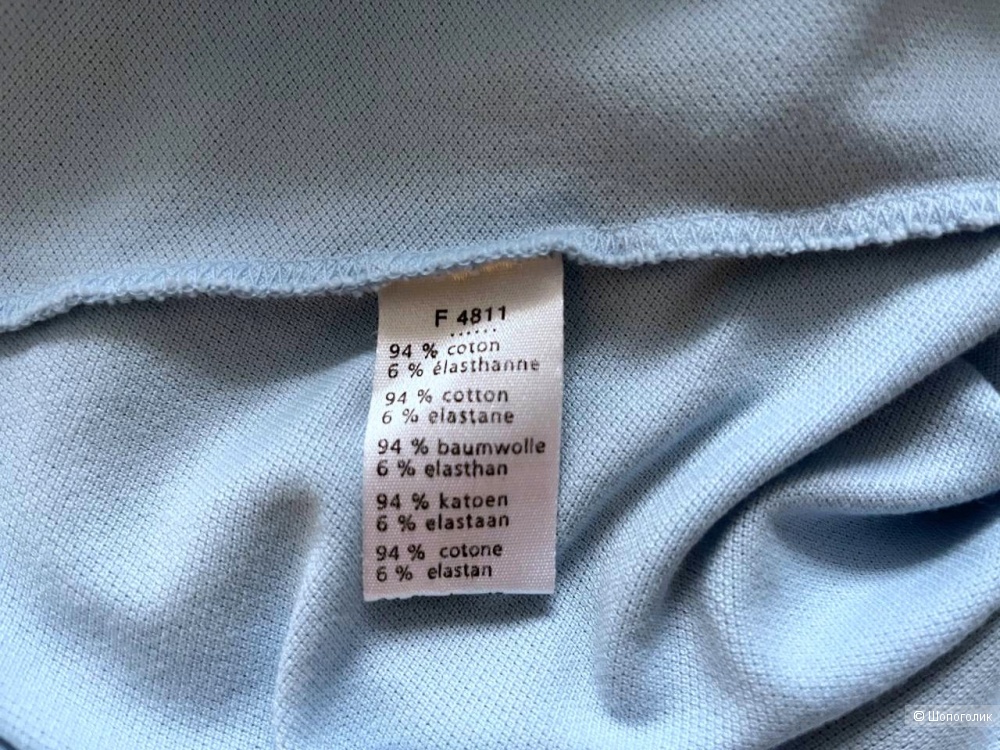 F 4811
94 % coton
6 % élasthanne
94 % cotton
6 % elastane
94 % baumwolle
6 % elasthan
94 % katoen
6 % elastaan
94 % cotone
6 % elastan
© Шопоголик